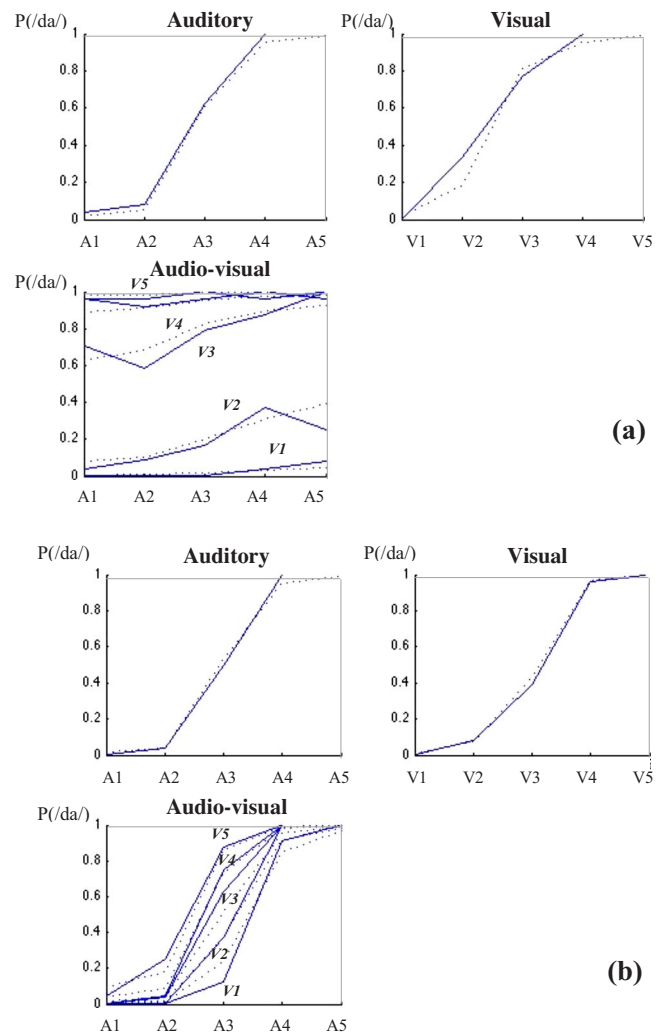 P(/da/) Auditory Visual
1 1
0.8 0.8
0.6 0.6
0.4 0.4
0.2 0.2
0 0
A1 A2 A3 A4 A5 V1 V2 V3 V4 V5
P(/da/) Audio-visual
1 V5
0.8 V4
V3
0.6
0.4 V2
(a)
0.2 V1
0
A1 A2 A3 A4 A5
P(/da/) Auditory P(/da/) Visual
1 1
0.8 0.8
0.6 0.6
0.4 0.4
0.2 0.2
0 0
A1 A2 A3 A4 A5 V1 V2 V3 V4 V5
P(/da/) Audio-visual
1 V5
0.8 V4
0.6 V3
0.4
V2
0.2 V1
(b)
0
A1 A2 A3 A4 A5